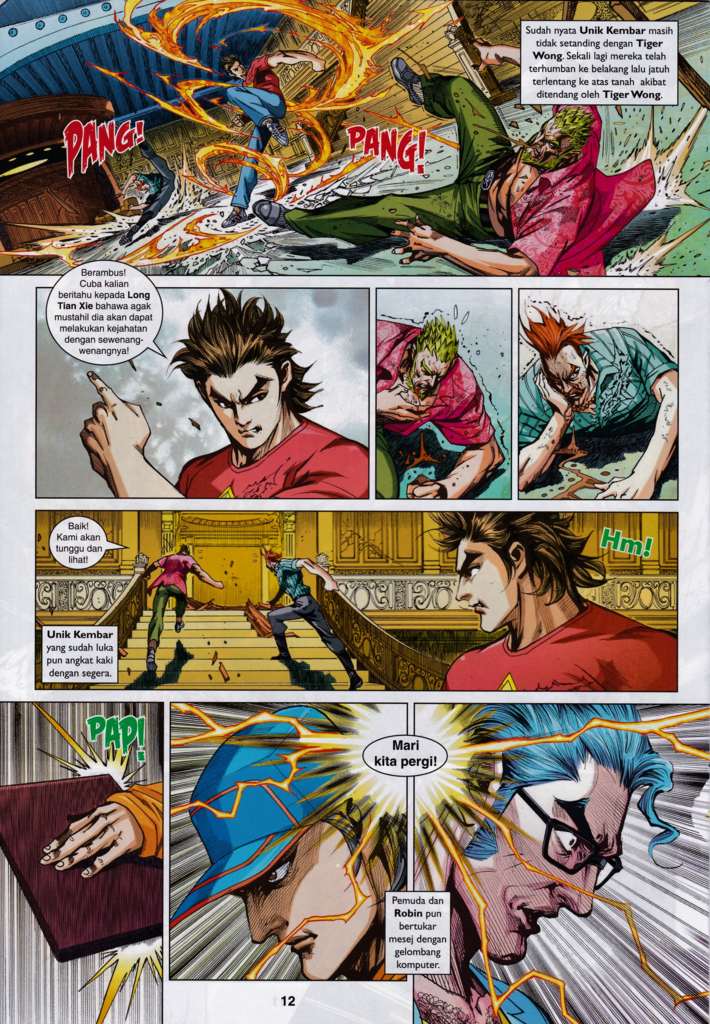 Sudah nyata Unik Kembar masih
tidak setanding dengan Tiger
Wong. Sekali lagi mereka telah
terhumban ke belakang lalu jatuh
terlentang ke atas tanah akibat
ditendang oleh Tiger Wong.
PANG!
PANG!
Berambus!
Cuba kalian
beritahu kepada Long
Tian Xie bahawa agak
mustahil dia akan dapat
melakukan kejahatan
dengan sewenang-
wenangnya!
Baik!
Kami akan
tunggu dan
lihat!
Hm!
Unik Kembar
yang sudah luka
pun angkat kaki
dengan segera.
PAP!
Mari
kita pergi!
Pemuda dan
Robin pun
bertukar
mesej dengan
gelombang
komputer.
12